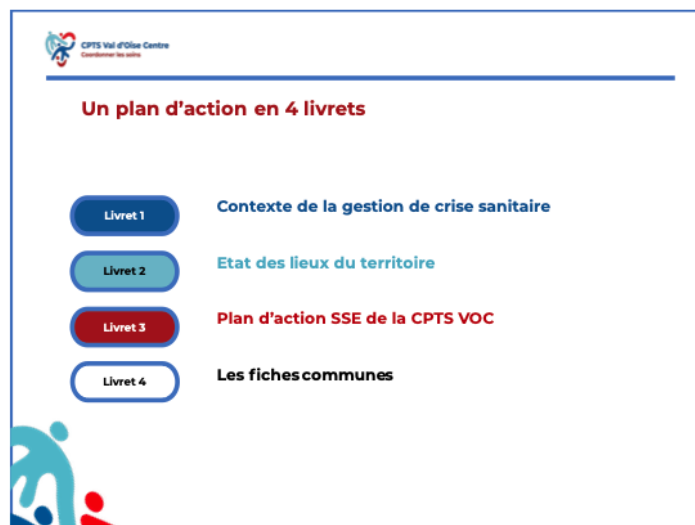 CPTS Val d'Oise Centre
Coordonner les soins
Un plan d'action en 4 livrets
Livret 1
Contexte de la gestion de crise sanitaire
Livret 2
Etat des lieux du territoire
Livret 3
Plan d'action SSE de la CPTS VOC
Livret 4
Les fiches communes